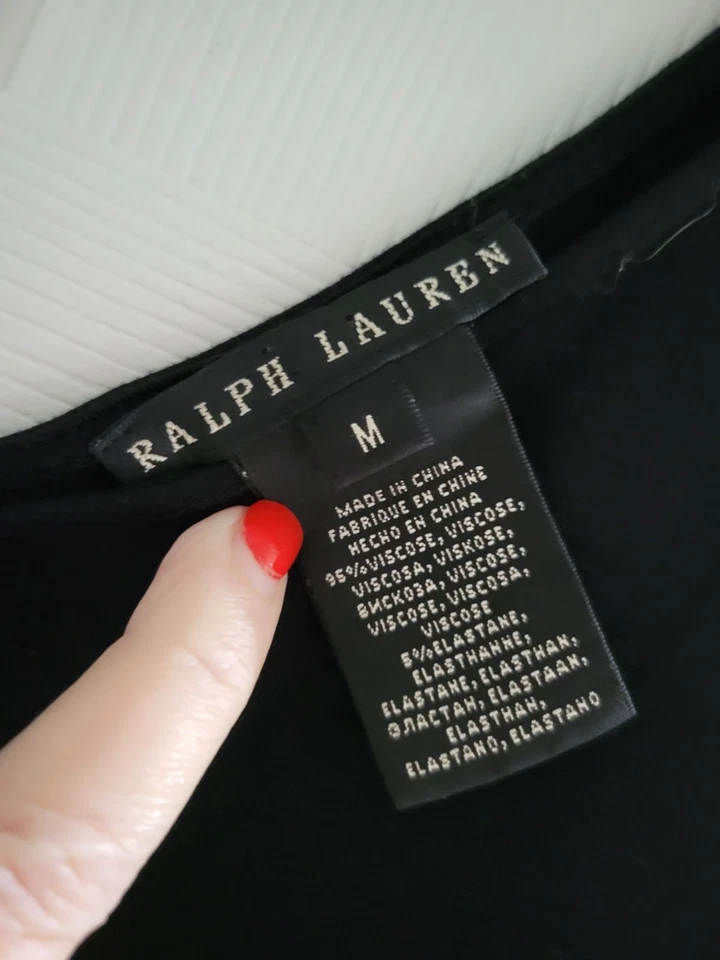 RALPH LAUREN
M
MADE IN CHINA
FABRIQUE EN CHINE
HECHO EN CHINA
95% VISCOSE, VISCOSE,
VISCOSA, VISKOSE,
ВИСКОЗА, VISCOSE,
VISCOSE, VISCOSA,
VISCOSE
5% ELASTANE,
ELASTHANNE,
ELASTANE, ELASTHAN,
ЭЛАСТАН, ELASTAAN,
ELASTHAN,
ELASTANO, ELASTANO